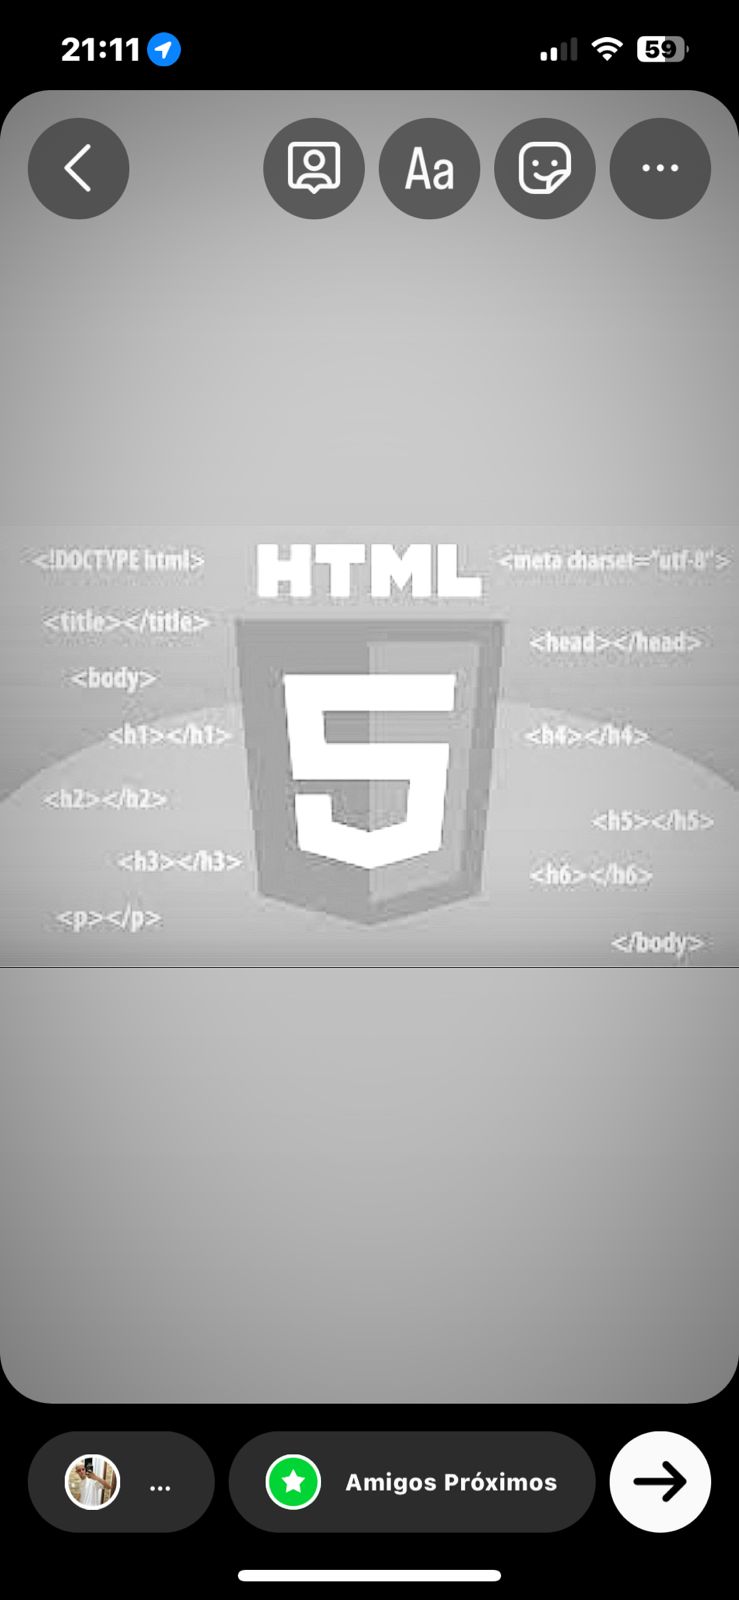 21:11
59
Aa
<!DOCTYPE html>
HTML
<meta charset="utf-8">
<title></title>
<head></head>
<body>
5
<h1></h1>
<h4></h4>
<h2></h2>
<h5></h5>
<h3></h3>
<h6></h6>
<p></p>
</body>
...
Amigos Próximos